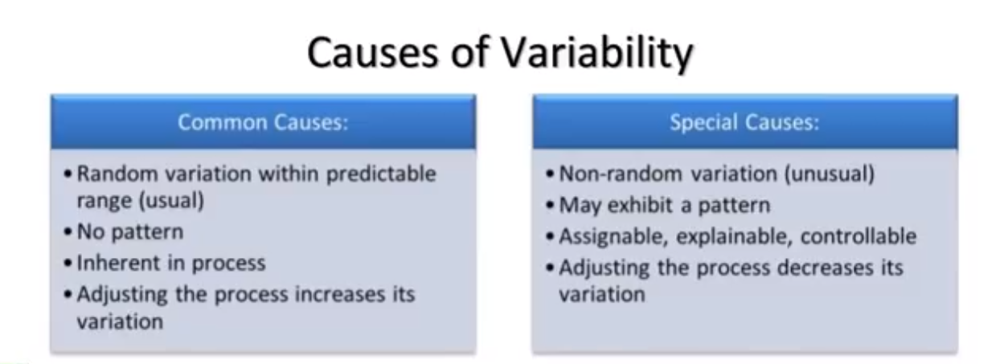 Causes of Variability
Common Causes:
• Random variation within predictable
range (usual)
• No pattern
• Inherent in process
• Adjusting the process increases its
variation
Special Causes:
• Non-random variation (unusual)
• May exhibit a pattern
• Assignable, explainable, controllable
• Adjusting the process decreases its
variation